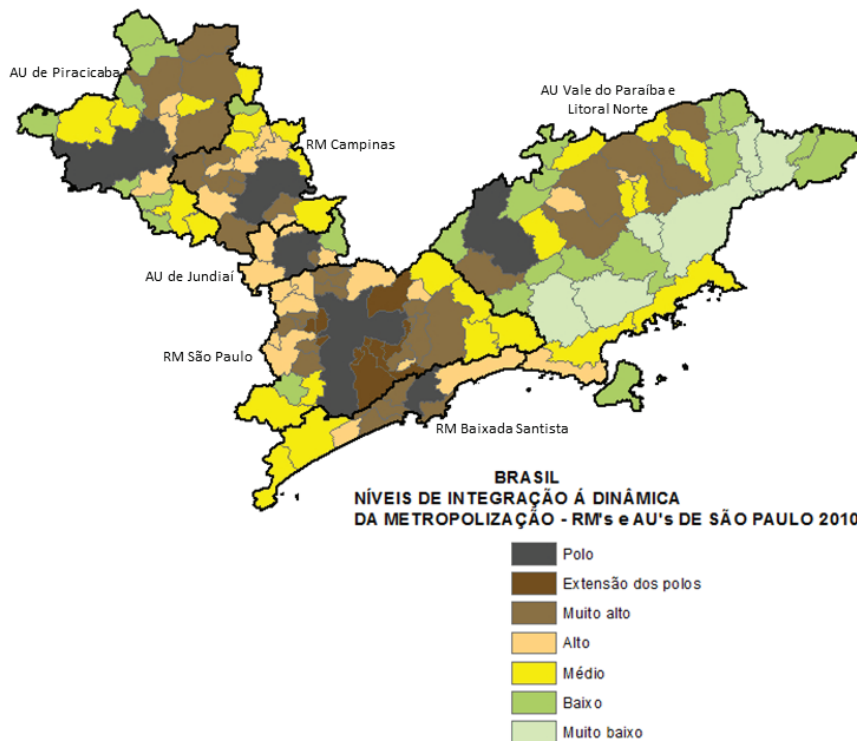 AU de Piracicaba
AU Vale do Paraíba e
Litoral Norte
RM Campinas
AU de Jundiaí
RM São Paulo
RM Baixada Santista
BRASIL
NÍVEIS DE INTEGRAÇÃO Á DINÂMICA
DA METROPOLIZAÇÃO - RM's e AU's DE SÃO PAULO 2010
Polo
Extensão dos polos
Muito alto
Alto
Médio
Baixo
Muito baixo